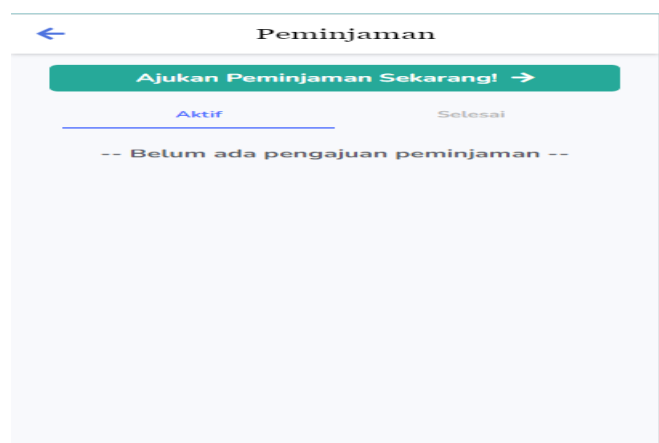 Peminjaman
Ajukan Peminjaman Sekarang! →
Aktif Selesai
-- Belum ada pengajuan peminjaman --